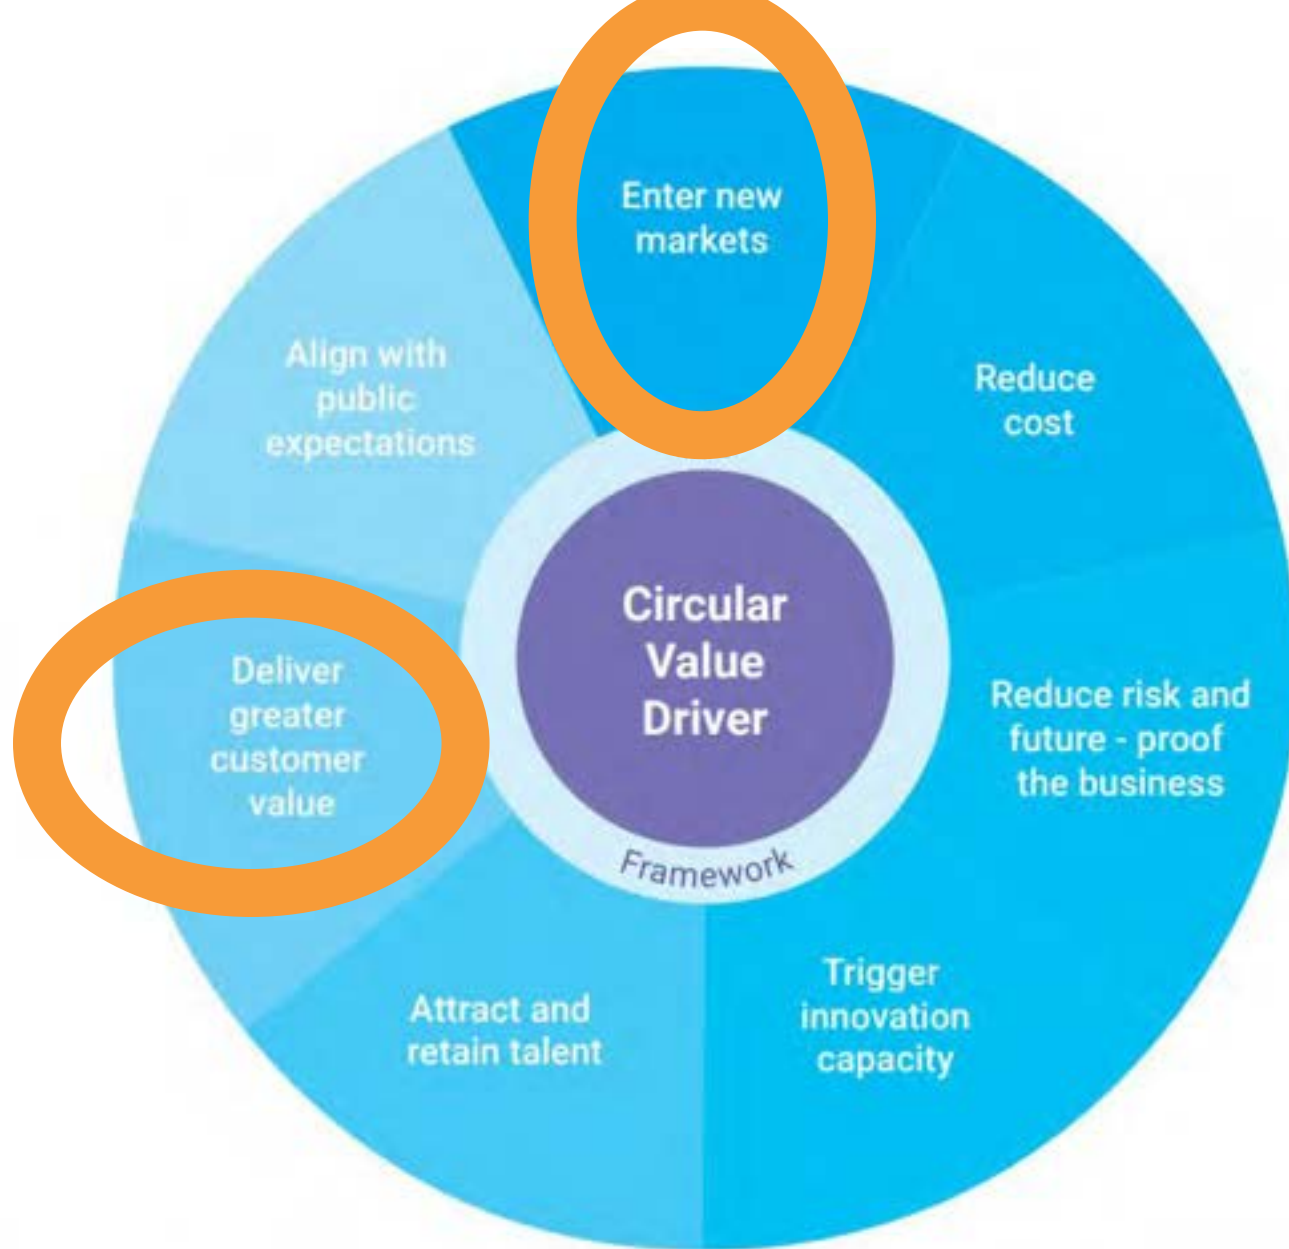 Enter new
markets
Reduce
cost
Reduce risk and
future - proof
the business
Trigger
innovation
capacity
Attract and
retain talent
Deliver
greater
customer
value
Align with
public
expectations
Circular
Value
Driver
Framework